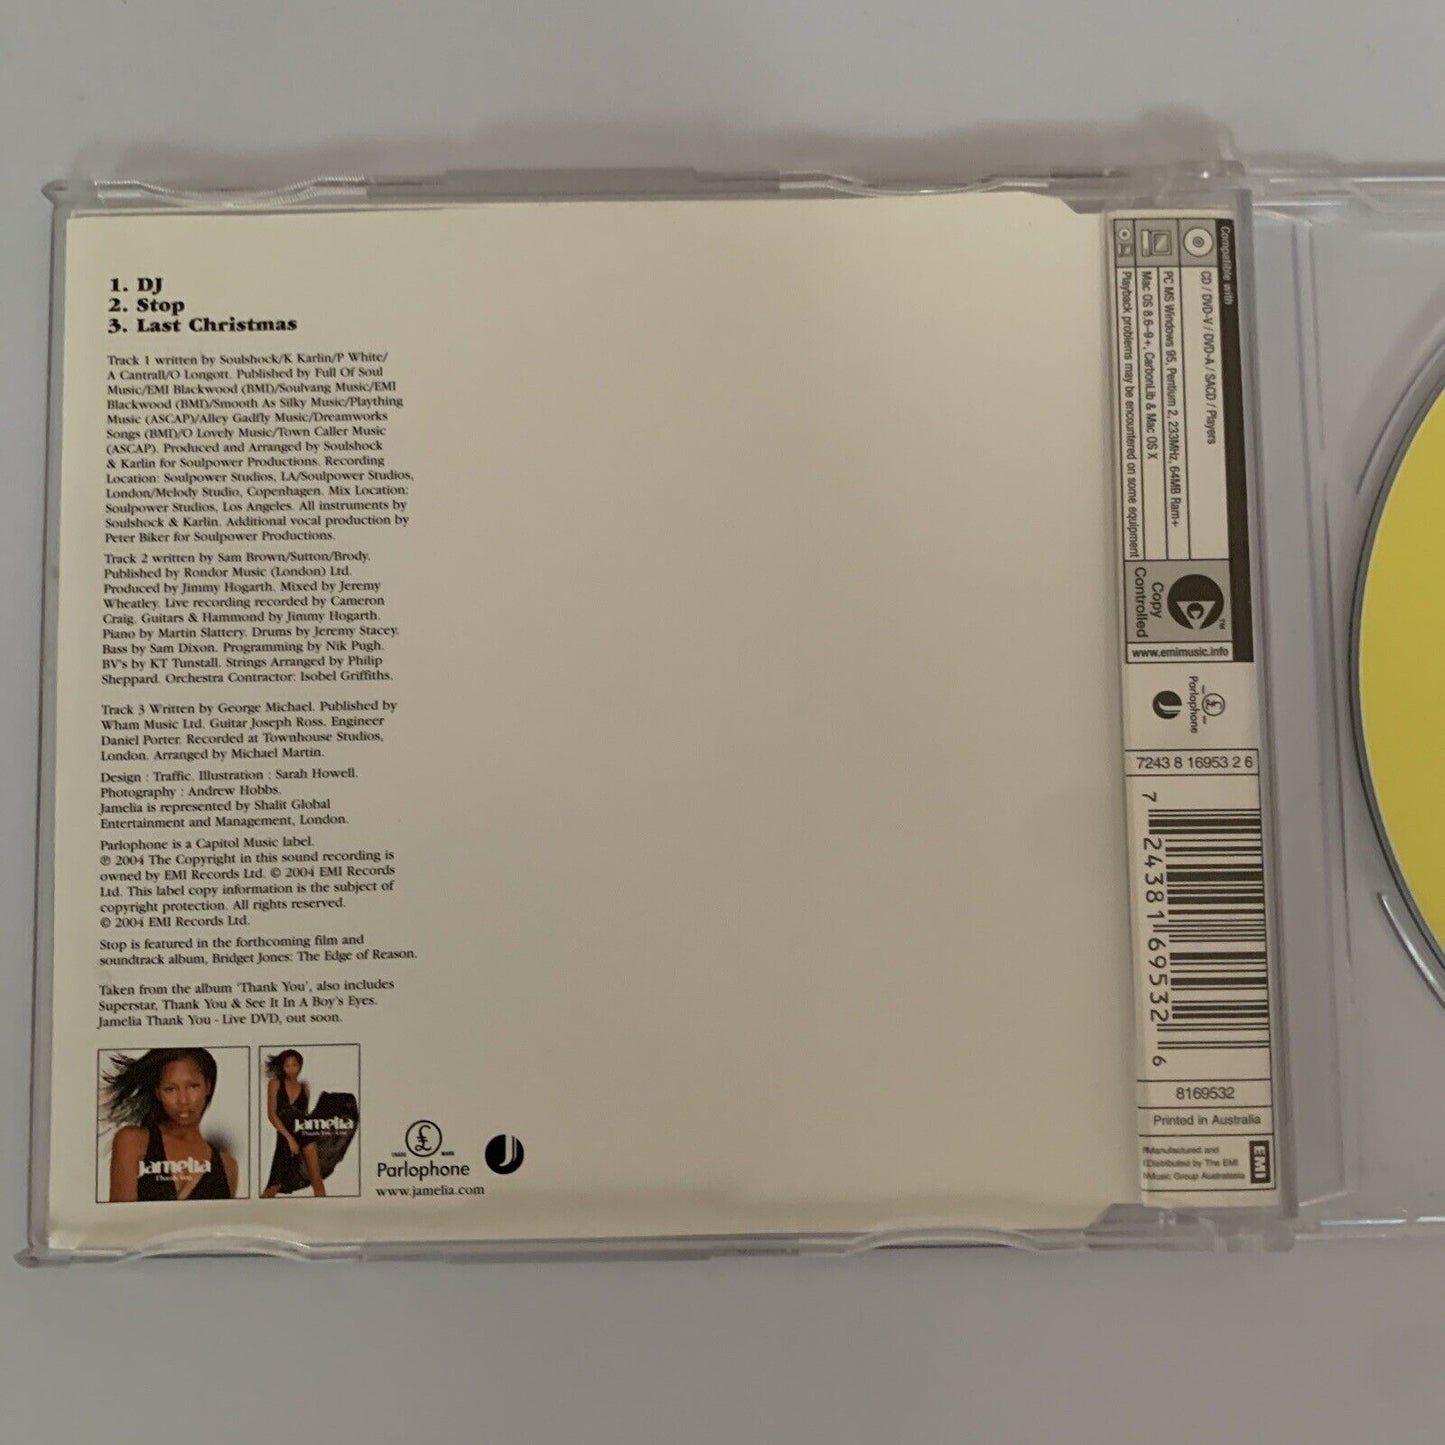 1. DJ
2. Stop
3. Last Christmas
Track 1 written by Soulshock/K Karlin/P White/
A Cantrall/O Longott. Published by Full Of Soul
Music/EMI Blackwood (BMI)/Soulvang Music/EMI
Blackwood (BMI)/Smooth As Silky Music/Plaything
Music (ASCAP)/Alley Gadfly Music/Dreamworks
Songs (BMI)/O Lovely Music/Town Caller Music
(ASCAP). Produced and Arranged by Soulshock
& Karlin for Soulpower Productions. Recording
Location: Soulpower Studios, LA/Soulpower Studios,
London/Melody Studio, Copenhagen. Mix Location:
Soulpower Studios, Los Angeles. All instruments by
Soulshock & Karlin. Additional vocal production by
Peter Biker for Soulpower Productions.
Track 2 written by Sam Brown/Sutton/Brody.
Published by Rondor Music (London) Ltd.
Produced by Jimmy Hogarth. Mixed by Jeremy
Wheatley. Live recording recorded by Cameron
Craig. Guitars & Hammond by Jimmy Hogarth.
Piano by Martin Slattery. Drums by Jeremy Stacey.
Bass by Sam Dixon. Programming by Nik Pugh.
BV's by KT Tunstall. Strings Arranged by Philip
Sheppard. Orchestra Contractor: Isobel Griffiths.
Track 3 Written by George Michael. Published by
Wham Music Ltd. Guitar Joseph Ross. Engineer
Daniel Porter. Recorded at Townhouse Studios,
London. Arranged by Michael Martin.
Design : Traffic. Illustration : Sarah Howell.
Photography : Andrew Hobbs.
Jamelia is represented by Shalit Global
Entertainment and Management, London.
Parlophone is a Capitol Music label.
℗ 2004 The Copyright in this sound recording is
owned by EMI Records Ltd. © 2004 EMI Records
Ltd. This label copy information is the subject of
copyright protection. All rights reserved.
© 2004 EMI Records Ltd.
Stop is featured in the forthcoming film and
soundtrack album, Bridget Jones: The Edge of Reason.
Taken from the album 'Thank You', also includes
Superstar, Thank You & See It In A Boy's Eyes.
Jamelia Thank You - Live DVD, out soon.
Jamelia
Thank You
Jamelia
Thank You Live
TRADE MARK
Parlophone
www.jamelia.com
Compatible with
CD / DVD-V / DVD-A / SACD / Players
PC MS Windows 95, Pentium 2, 233MHz, 64MB Ram+
Mac OS 8.6-9+, CarbonLib & Mac OS X
Playback problems may be encountered on some equipment
C
TM
Copy
Controlled
www.emimusic.info
£
Parlophone
J
7243 8 16953 2 6
7 24381 69532 6
8169532
Printed in Australia
Manufactured and
Distributed by The EMI
Music Group Australasia
EMI